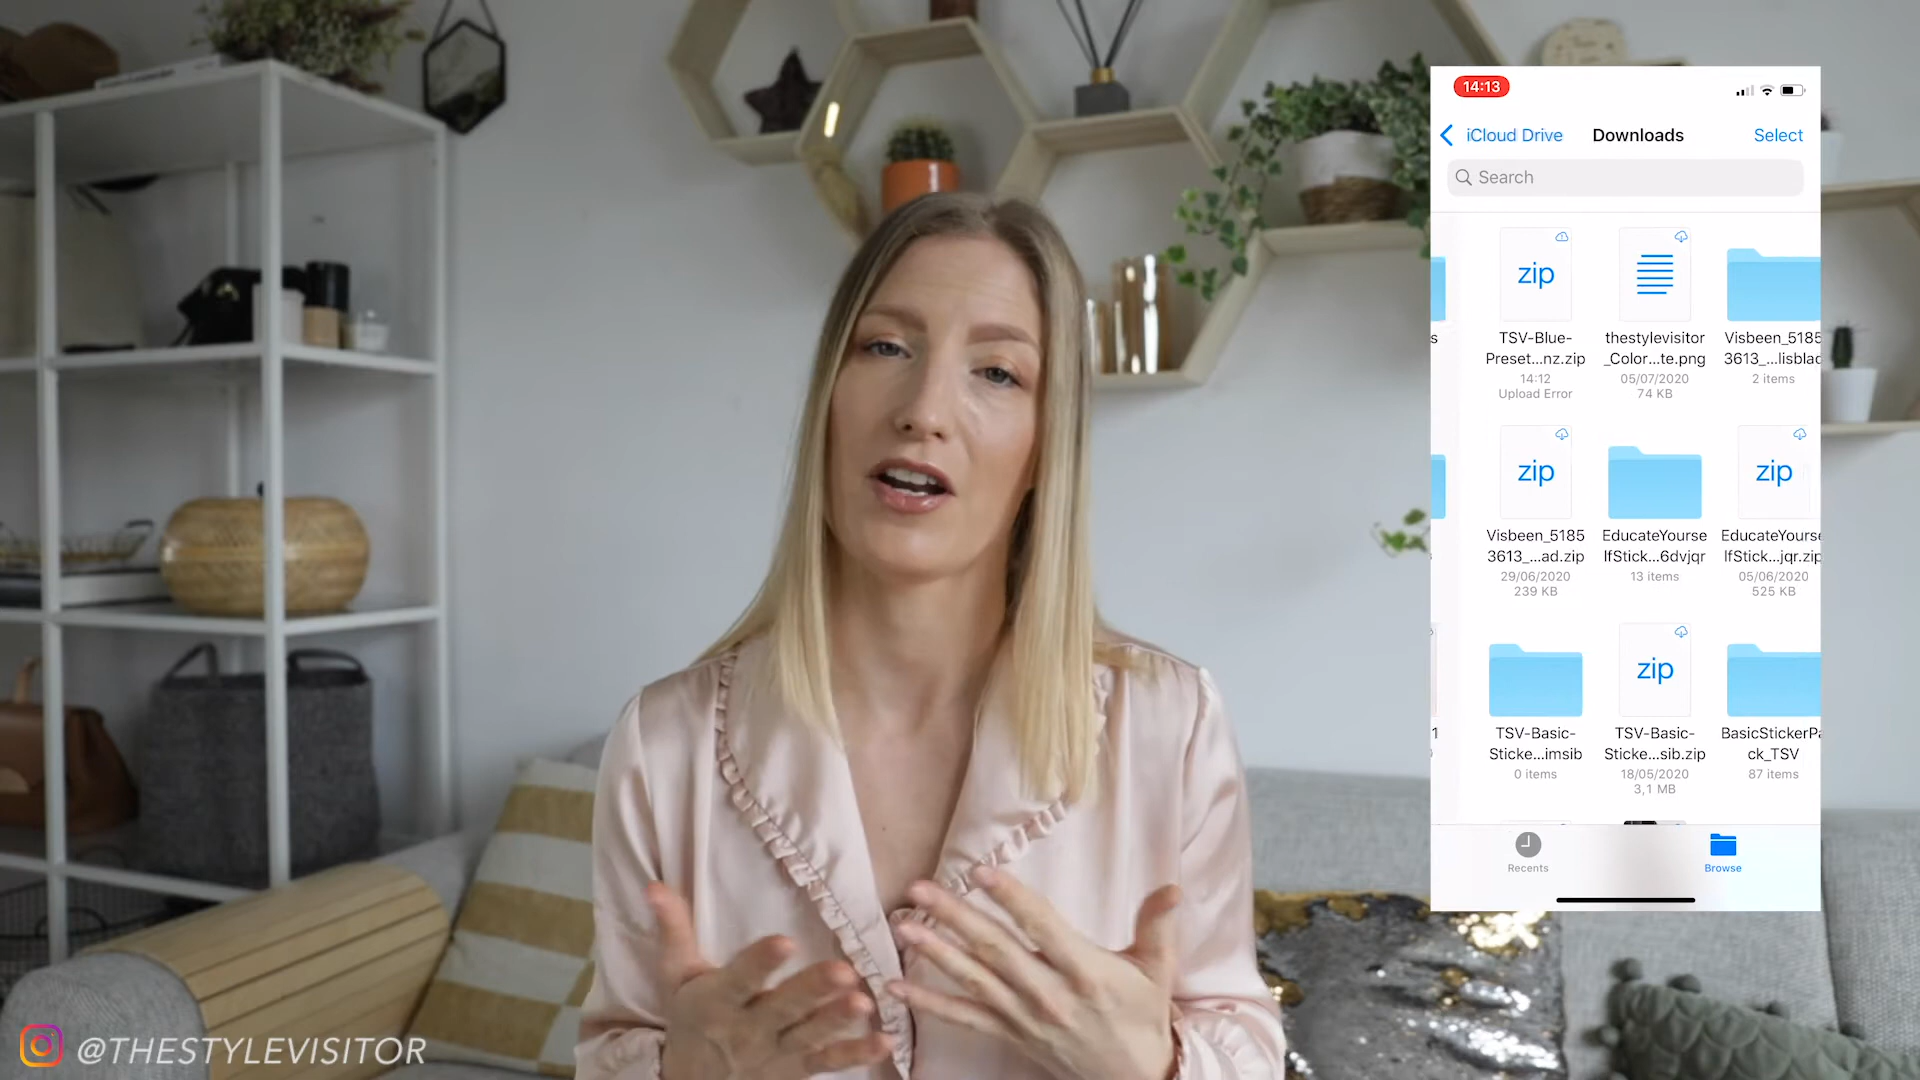 14:13
iCloud Drive
Downloads
Select
Search
zip
TSV-Blue-
Preset...nz.zip
14:12
Upload Error
thestylevisitor
_Color...te.png
05/07/2020
74 KB
Visbeen_5185
3613_...lisblad
2 items
zip
Visbeen_5185
3613_...ad.zip
29/06/2020
239 KB
EducateYourse
lfStick...6dvjqr
13 items
zip
EducateYourse
lfStick...jqr.zip
05/06/2020
525 KB
TSV-Basic-
Sticke...imsib
0 items
zip
TSV-Basic-
Sticke...sib.zip
18/05/2020
3,1 MB
BasicStickerPa
ck_TSV
87 items
Recents
Browse
@THESTYLEVISITOR